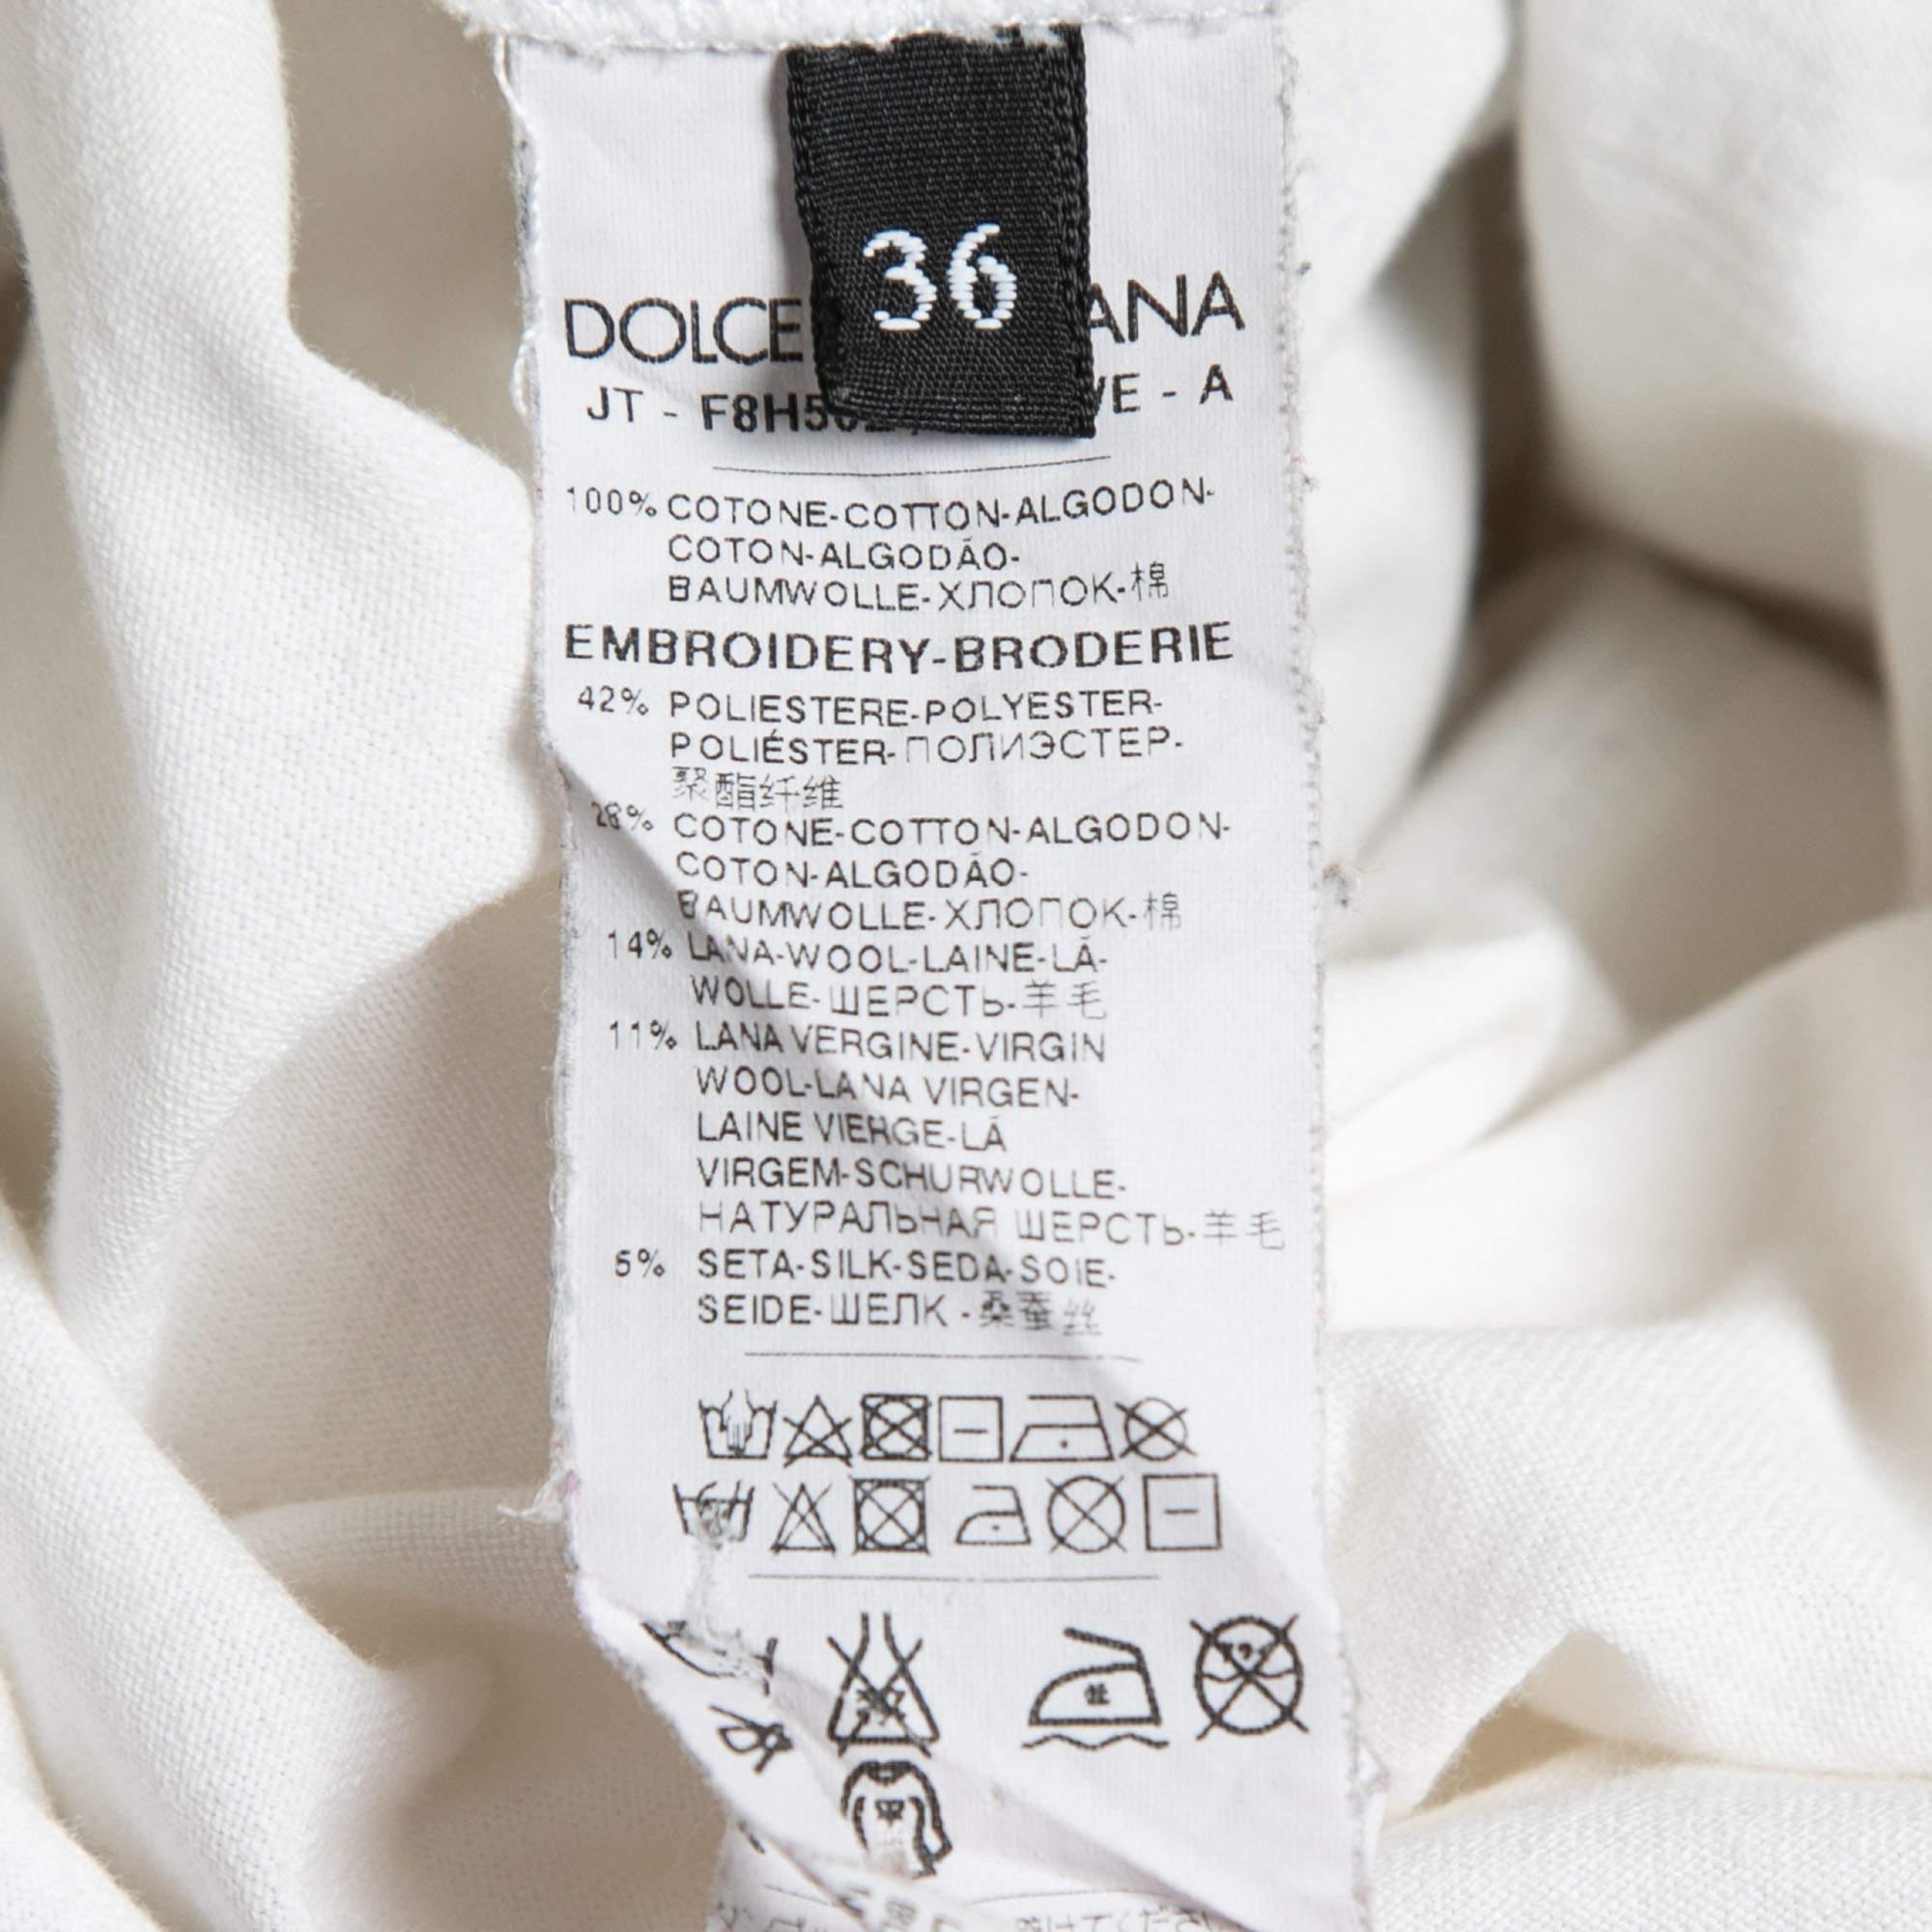 36
DOLCE ANA
JT - F8H5 - A
100% COTONE-COTTON-ALGODON-
COTON-ALGODÃO-
BAUMWOLLE-ХЛОПОК-棉
EMBROIDERY-BRODERIE
42% POLIESTERE-POLYESTER-
POLIÉSTER-ПОЛИЭСТЕР-
聚酯纤维
28% COTONE-COTTON-ALGODON-
COTON-ALGODÃO-
BAUMWOLLE-ХЛОПОК-棉
14% LANA-WOOL-LAINE-LÃ-
WOLLE-ШЕРСТЬ-羊毛
11% LANA VERGINE-VIRGIN
WOOL-LANA VIRGEN-
LAINE VIERGE-LÃ
VIRGEM-SCHURWOLLE-
НАТУРАЛЬНАЯ ШЕРСТЬ-羊毛
5% SETA-SILK-SEDA-SOIE-
SEIDE-ШЕЛК-桑蚕丝